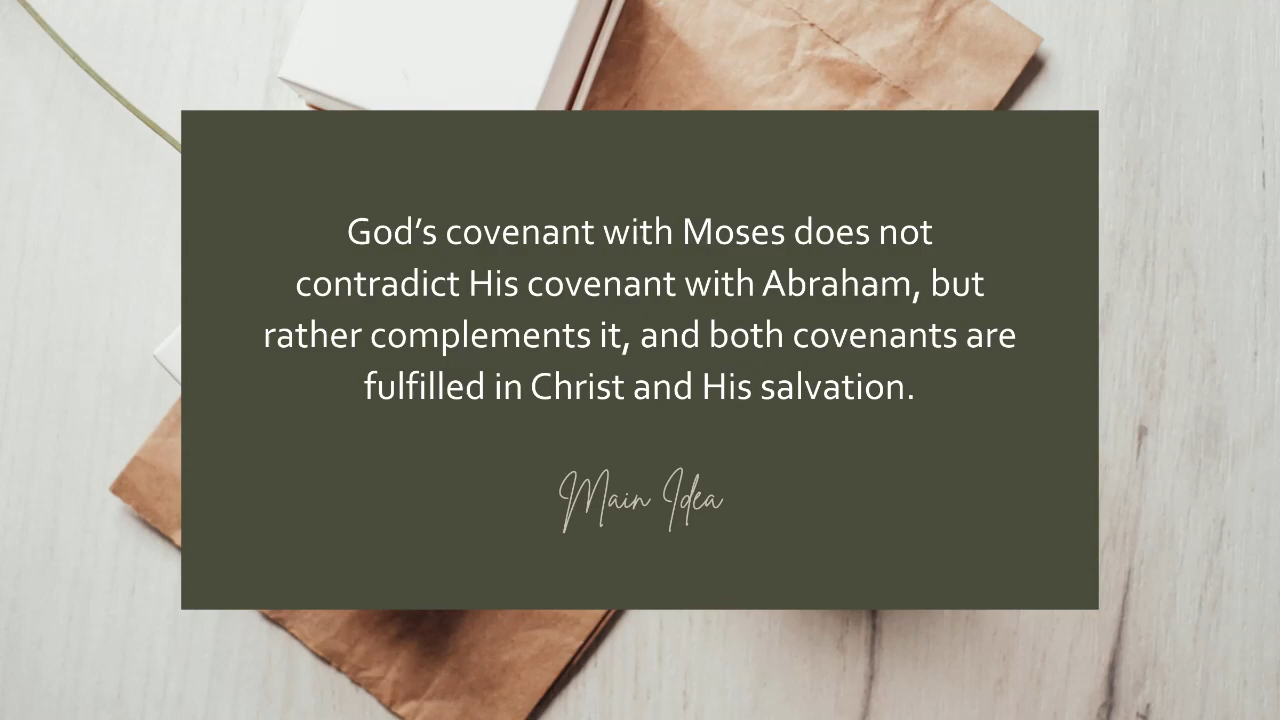 God’s covenant with Moses does not
contradict His covenant with Abraham, but
rather complements it, and both covenants are
fulfilled in Christ and His salvation.
Main Idea